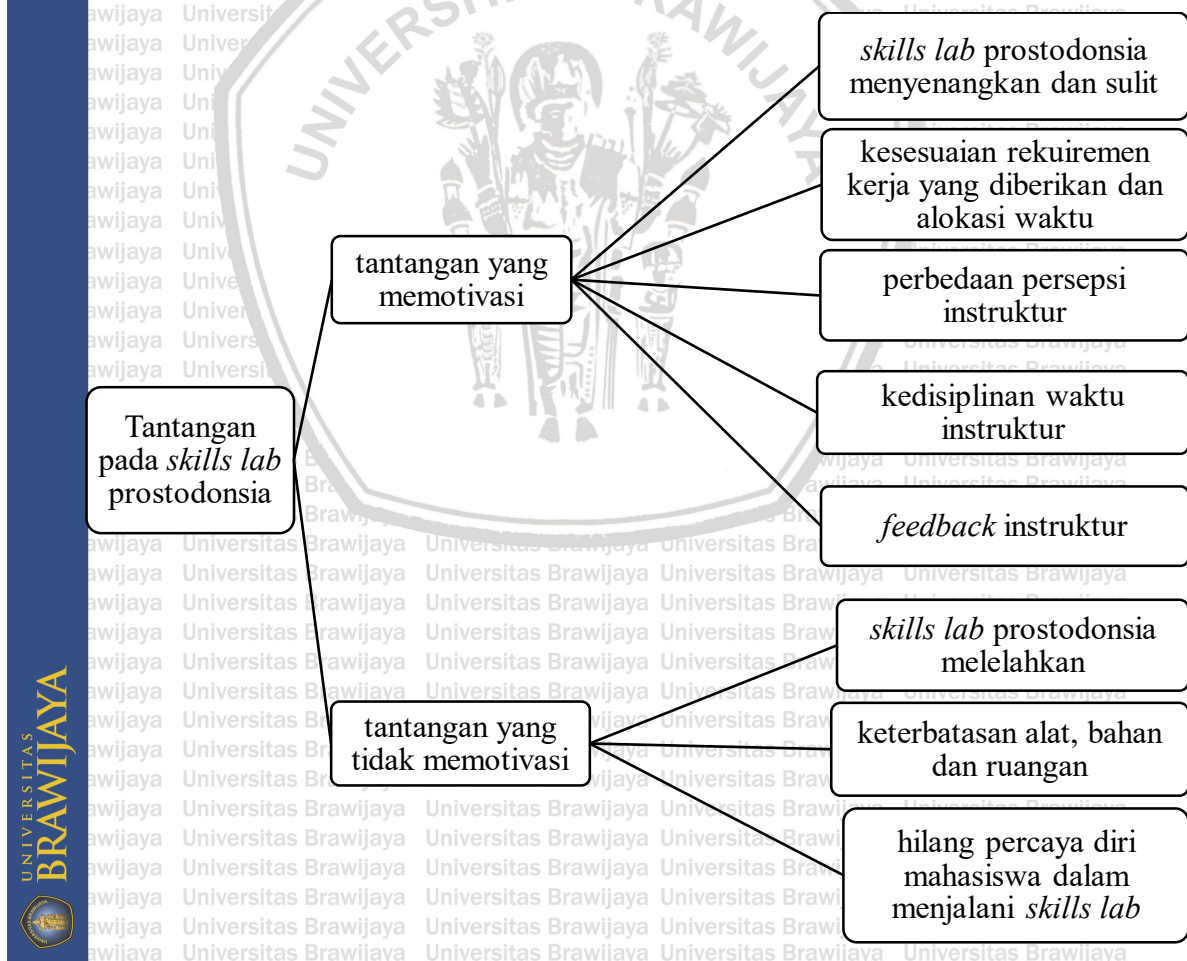 Tantangan
pada skills lab
prostodonsia
tantangan yang
memotivasi
skills lab prostodonsia
menyenangkan dan sulit
kesesuaian rekuiremen
kerja yang diberikan dan
alokasi waktu
perbedaan persepsi
instruktur
kedisiplinan waktu
instruktur
feedback instruktur
tantangan yang
tidak memotivasi
skills lab prostodonsia
melelahkan
keterbatasan alat, bahan
dan ruangan
hilang percaya diri
mahasiswa dalam
menjalani skills lab
UNIVERSITAS
BRAWIJAYA